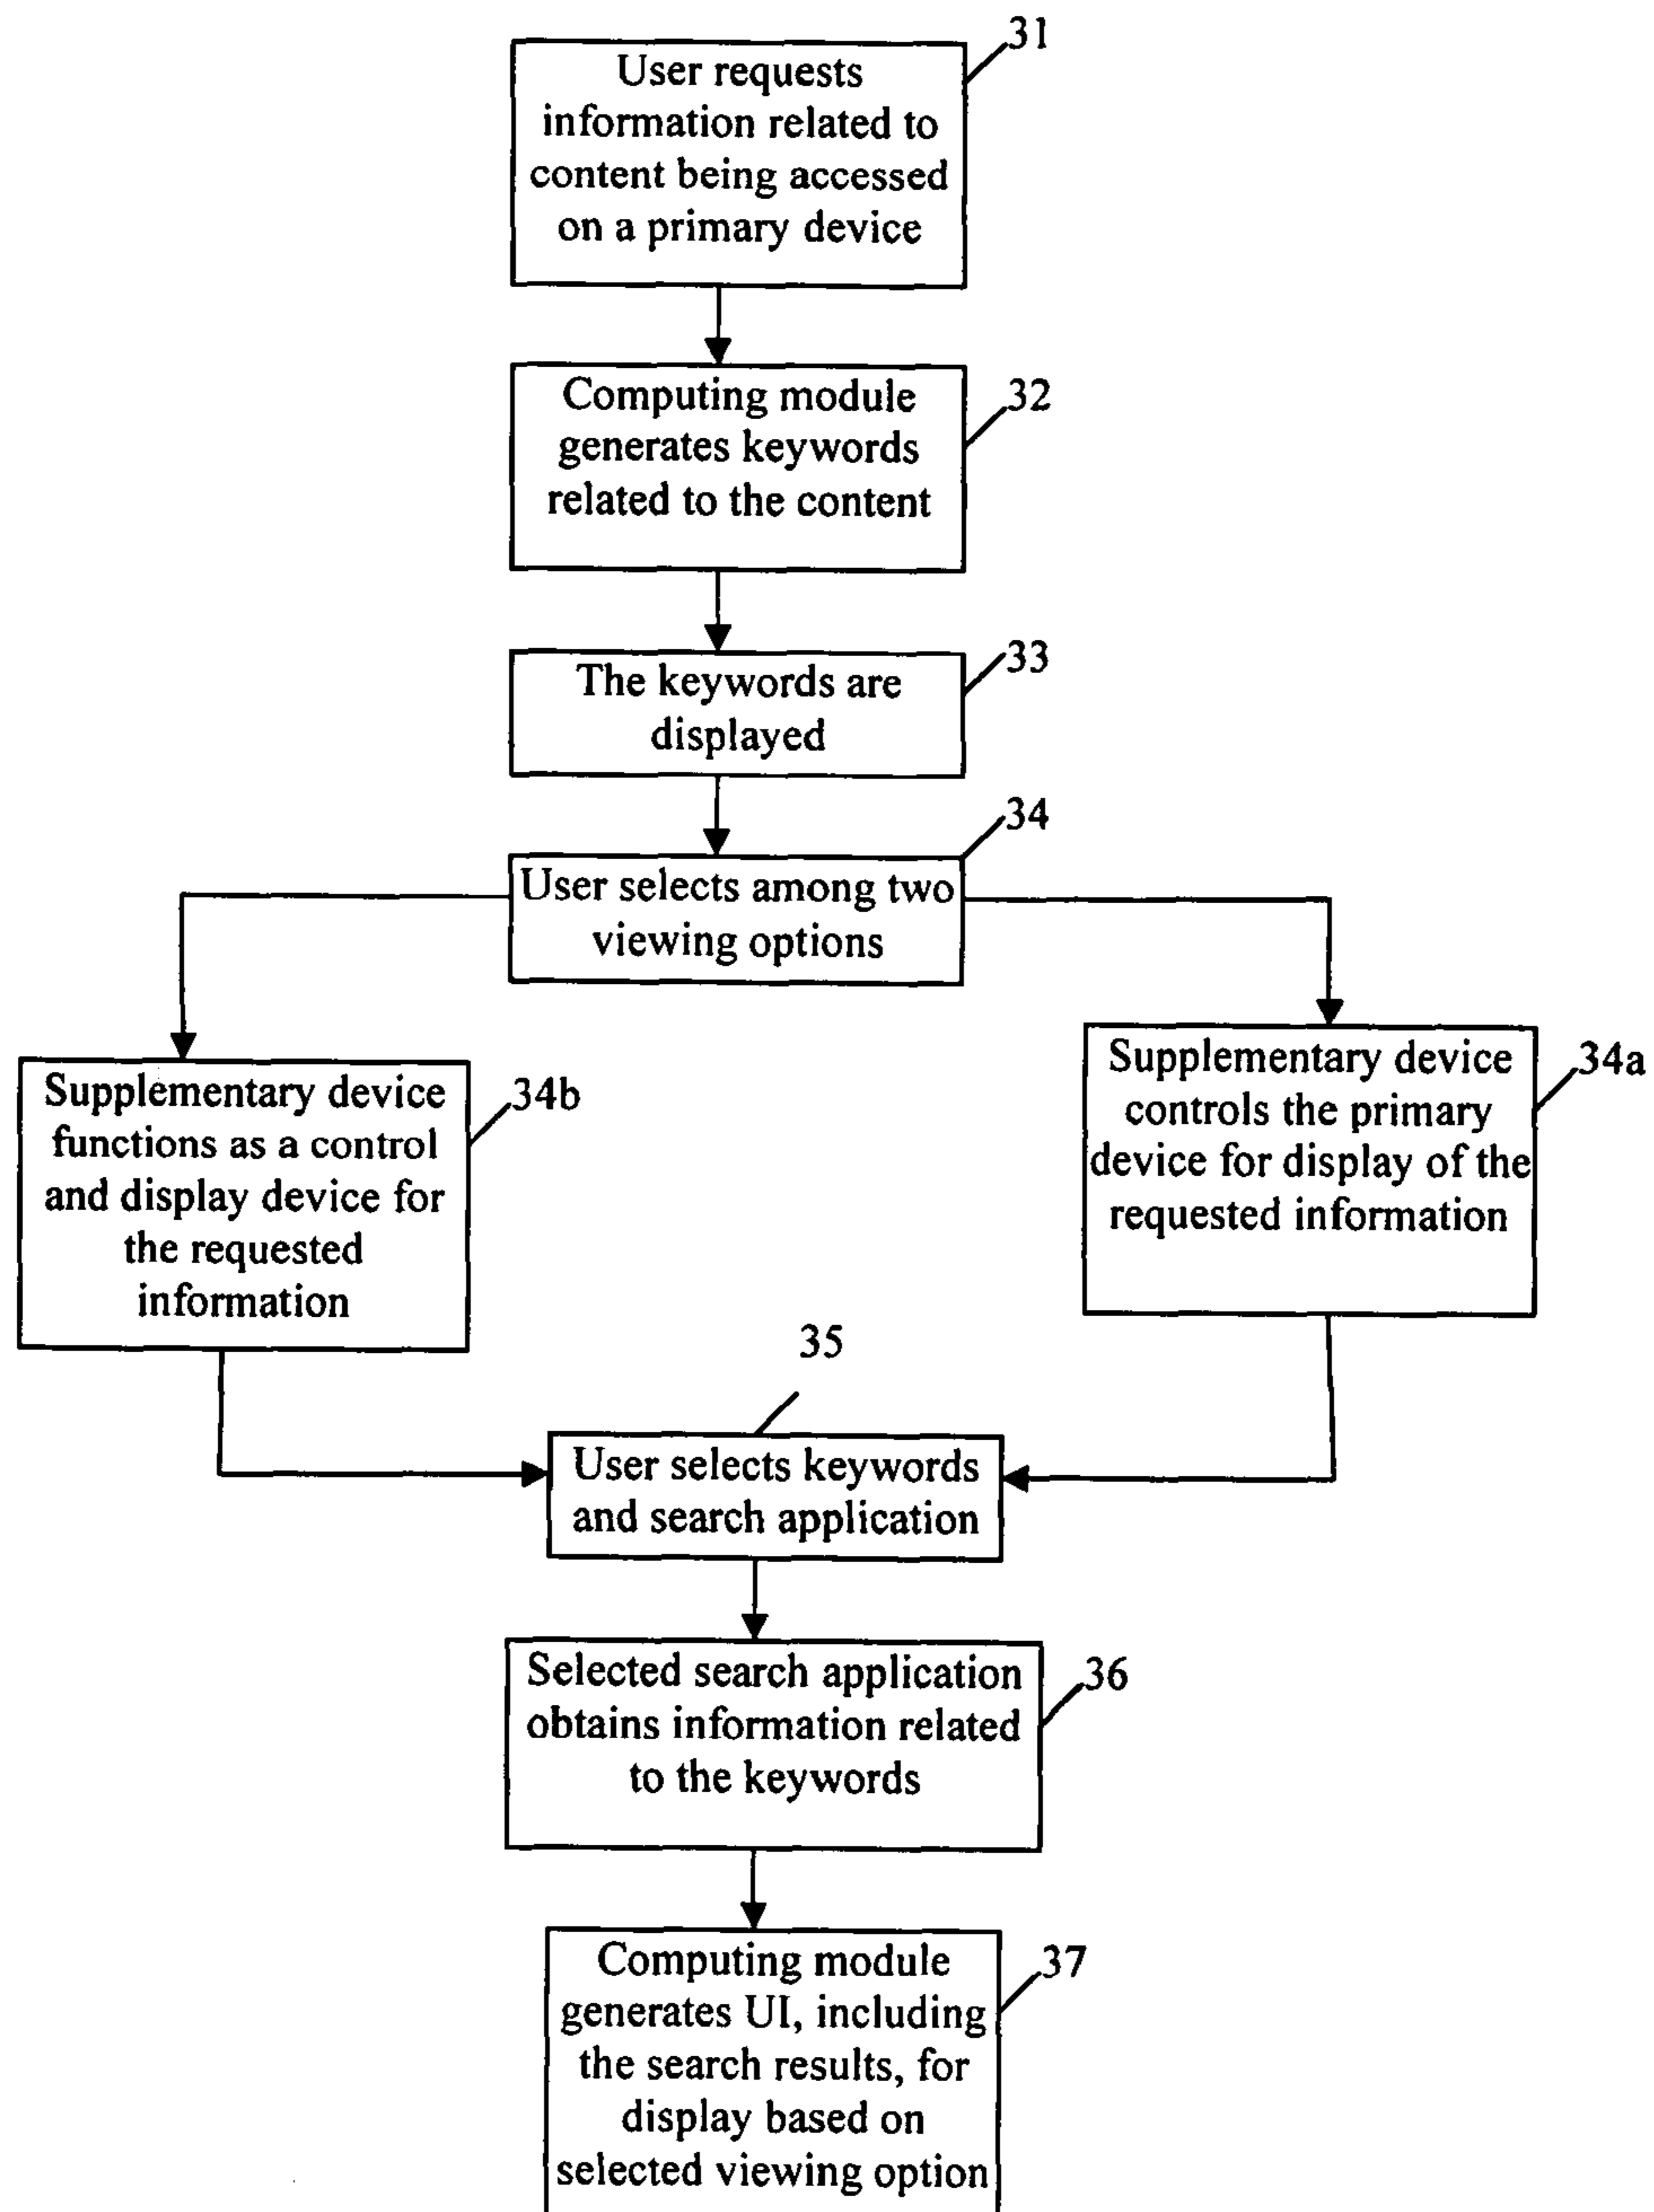 31
User requests
information related to
content being accessed
on a primary device
32
Computing module
generates keywords
related to the content
33
The keywords are
displayed
34
User selects among two
viewing options
34b
Supplementary device
functions as a control
and display device for
the requested
information
34a
Supplementary device
controls the primary
device for display of the
requested information
35
User selects keywords
and search application
36
Selected search application
obtains information related
to the keywords
37
Computing module
generates UI, including
the search results, for
display based on
selected viewing option